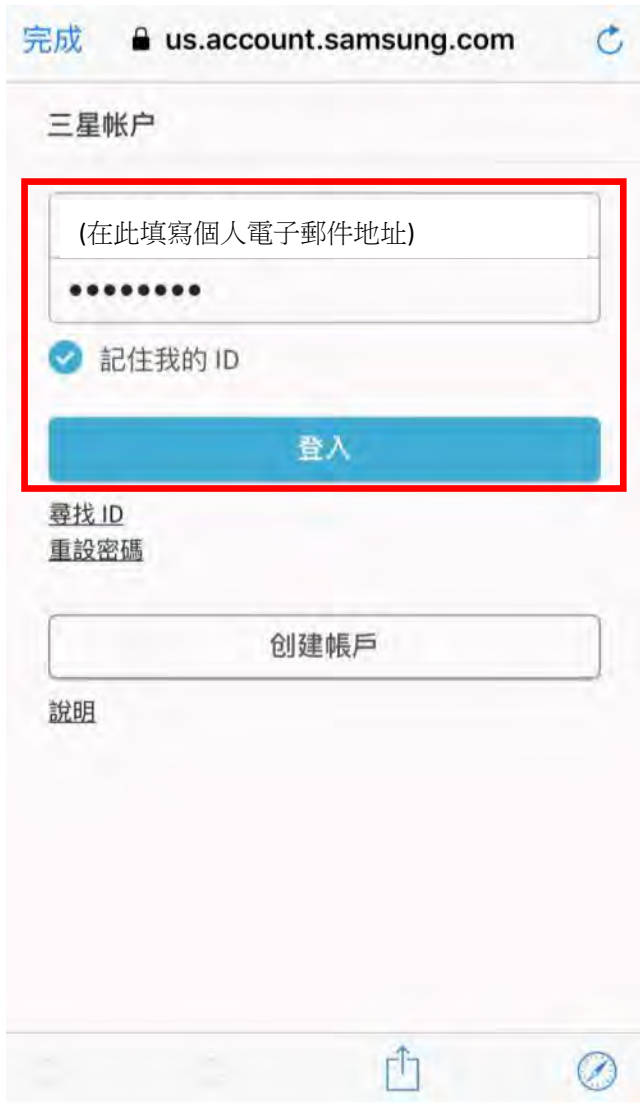 完成 us.account.samsung.com
三星帐户
(在此填寫個人電子郵件地址)
••••••••
記住我的 ID
登入
尋找 ID
重設密碼
创建帳戶
說明